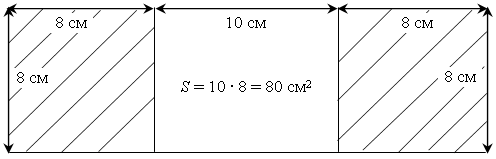 8 см 10 см 8 см
8 см 8 см
S = 10 · 8 = 80 см²